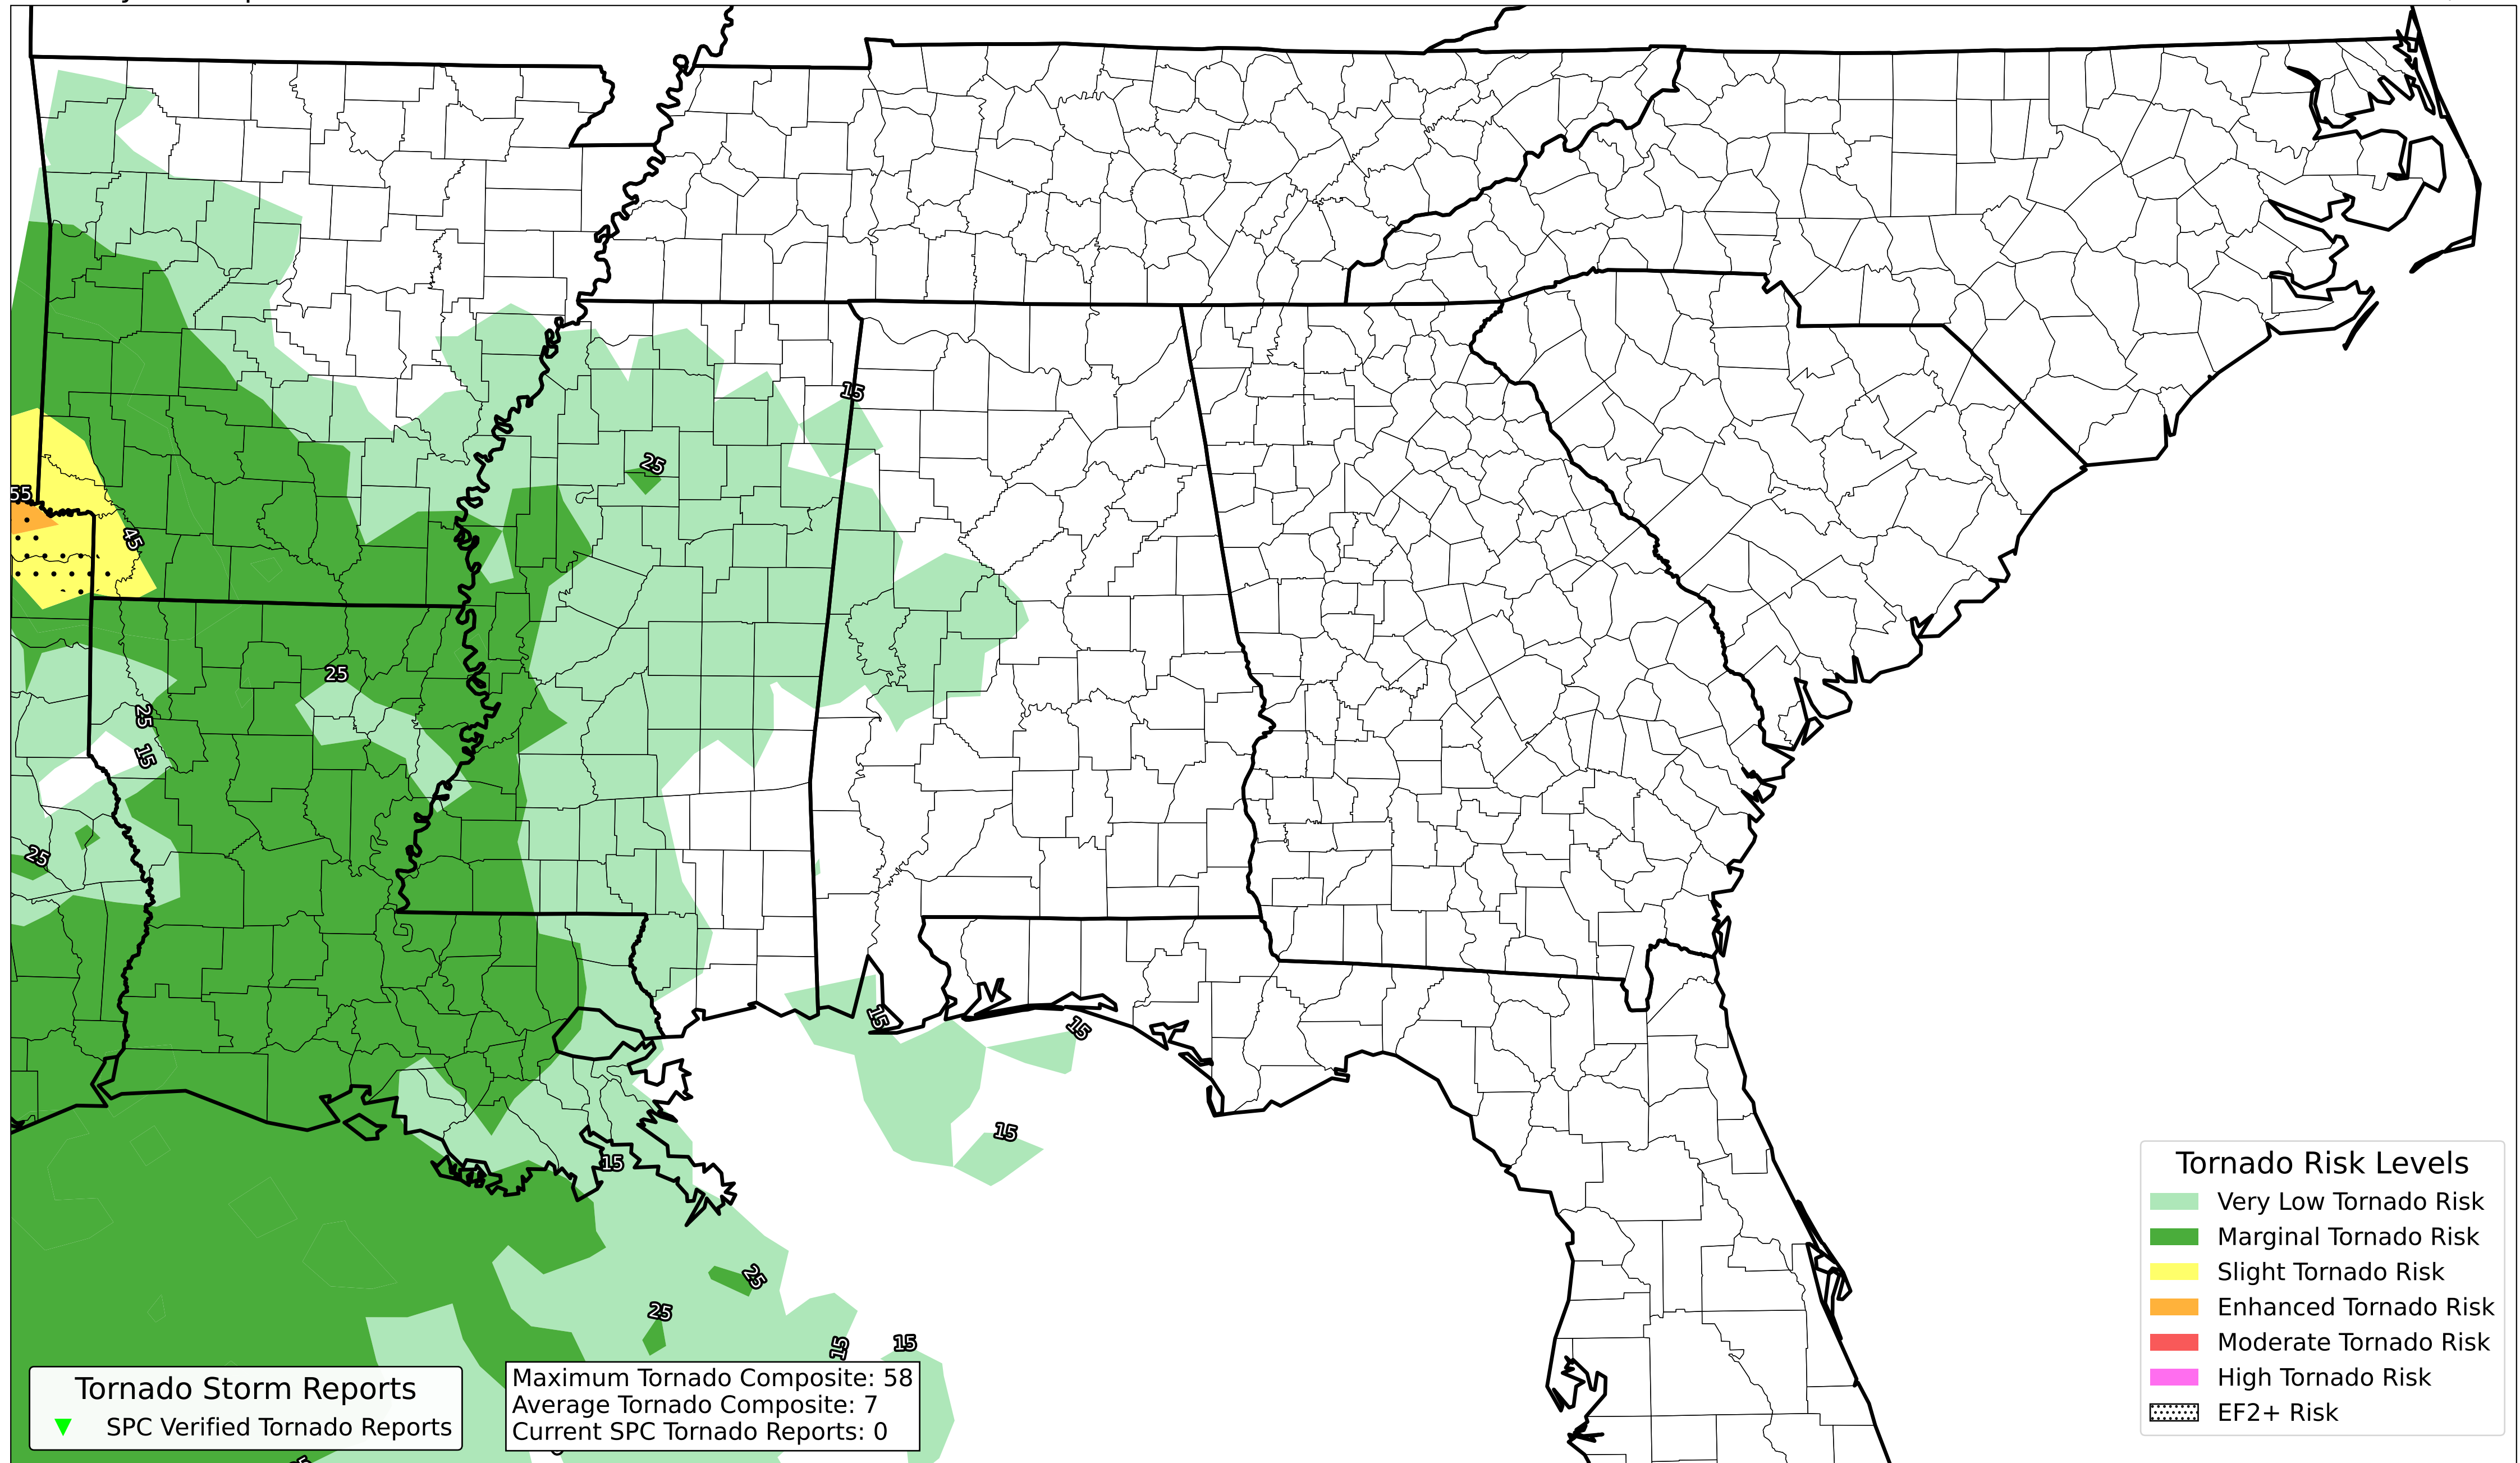 15
25
55
45
25
25
15
25
15
15
15
15
25
25
15
15
Tornado Storm Reports
SPC Verified Tornado Reports
Maximum Tornado Composite: 58
Average Tornado Composite: 7
Current SPC Tornado Reports: 0
Tornado Risk Levels
Very Low Tornado Risk
Marginal Tornado Risk
Slight Tornado Risk
Enhanced Tornado Risk
Moderate Tornado Risk
High Tornado Risk
EF2+ Risk